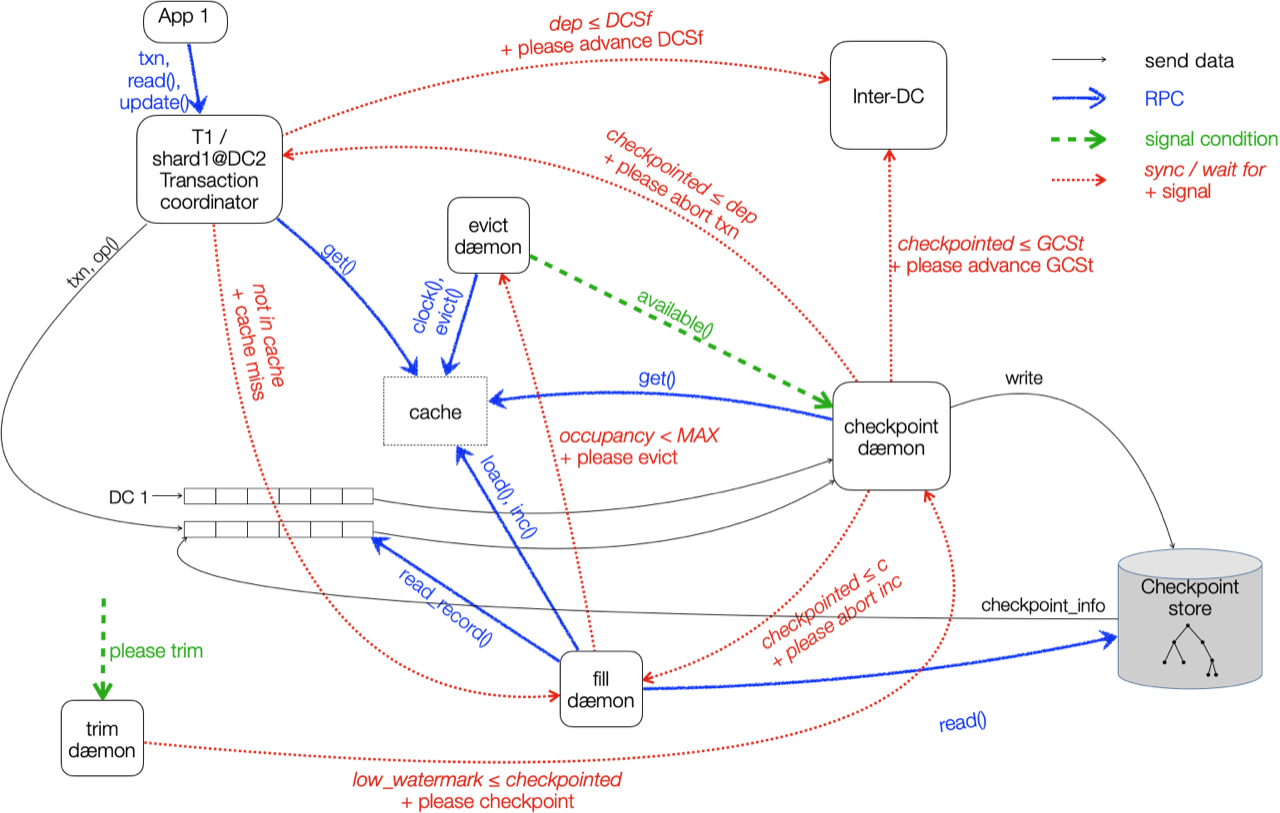 App 1
txn,
read(),
update()
T1 /
shard1@DC2
Transaction
coordinator
dep ≤ DCSf
+ please advance DCSf
Inter-DC
send data
RPC
signal condition
sync / wait for
+ signal
checkpointed ≤ dep
+ please abort txn
evict
dæmon
txn, op()
get()
clock(),
evict()
available()
checkpointed ≤ GCSt
+ please advance GCSt
not in cache
+ cache miss
cache
get()
write
checkpoint
dæmon
occupancy < MAX
+ please evict
load(), inc()
DC 1
read_record()
checkpointed ≤ c
+ please abort inc
checkpoint_info
Checkpoint
store
please trim
fill
dæmon
trim
dæmon
read()
low_watermark ≤ checkpointed
+ please checkpoint